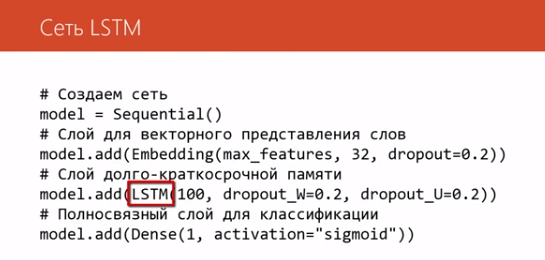 Сеть LSTM
# Создаем сеть
model = Sequential()
# Слой для векторного представления слов
model.add(Embedding(max_features, 32, dropout=0.2))
# Слой долго-краткосрочной памяти
model.add(LSTM(100, dropout_W=0.2, dropout_U=0.2))
# Полносвязный слой для классификации
model.add(Dense(1, activation="sigmoid"))